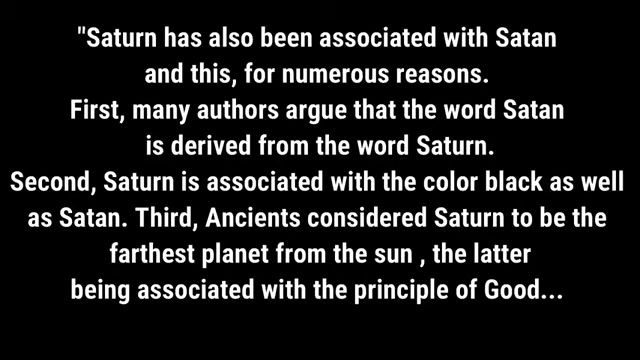 "Saturn has also been associated with Satan
and this, for numerous reasons.
First, many authors argue that the word Satan
is derived from the word Saturn.
Second, Saturn is associated with the color black as well
as Satan. Third, Ancients considered Saturn to be the
farthest planet from the sun , the latter
being associated with the principle of Good...